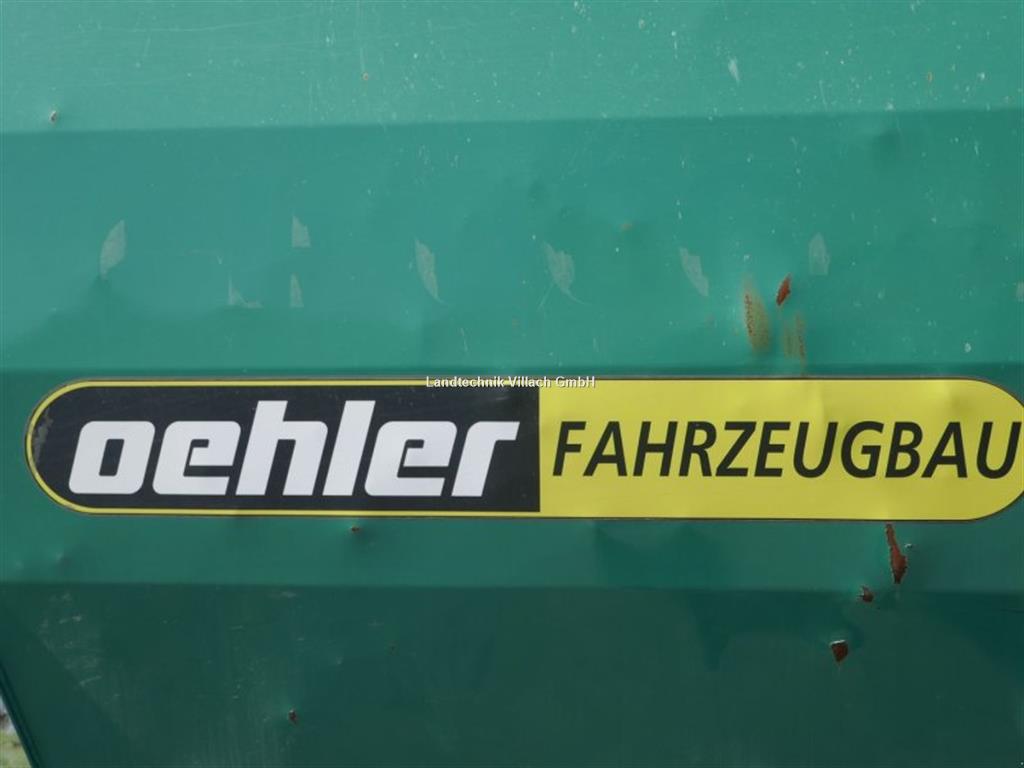 Landtechnik Villach GmbH
oehler FAHRZEUGBAU